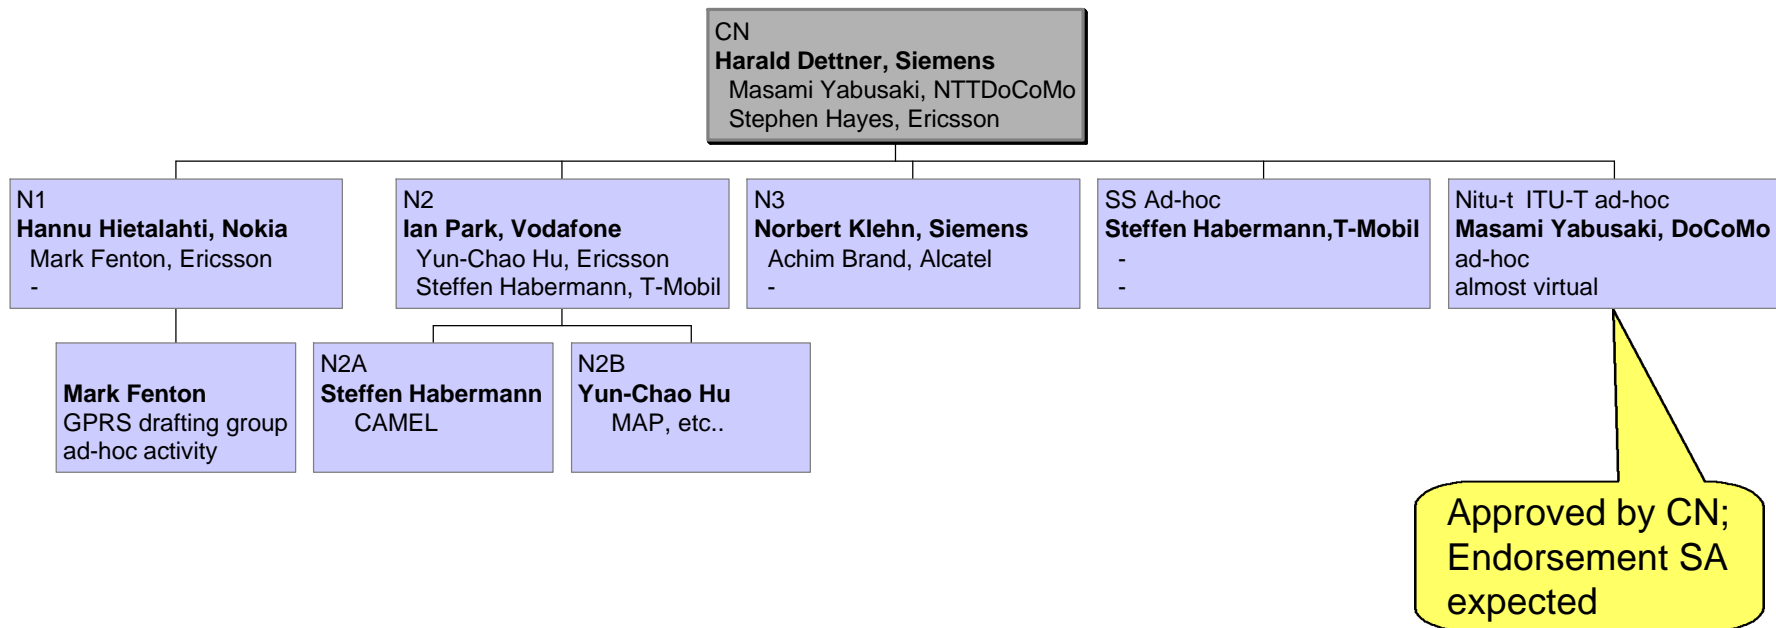 CN
Harald Dettner, Siemens
Masami Yabusaki, NTTDoCoMo
Stephen Hayes, Ericsson
N1
Hannu Hietalahti, Nokia
Mark Fenton, Ericsson
-
N2
Ian Park, Vodafone
Yun-Chao Hu, Ericsson
Steffen Habermann, T-Mobil
N3
Norbert Klehn, Siemens
Achim Brand, Alcatel
-
SS Ad-hoc
Steffen Habermann,T-Mobil
-
-
Nitu-t ITU-T ad-hoc
Masami Yabusaki, DoCoMo
ad-hoc
almost virtual
Mark Fenton
GPRS drafting group
ad-hoc activity
N2A
Steffen Habermann
CAMEL
N2B
Yun-Chao Hu
MAP, etc..
Approved by CN;
Endorsement SA
expected